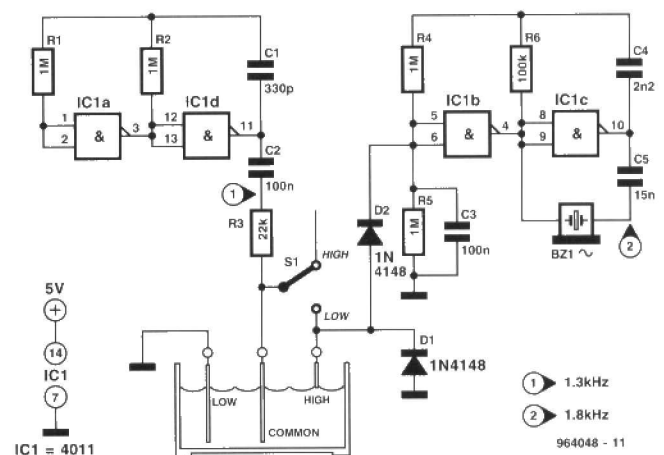 R1
1M
R2
1M
C1
330p
IC1a
1
2
&
3
IC1d
12
13
&
11
C2
100n
1
R3
22k
S1
HIGH
LOW
R4
1M
R6
100k
C4
2n2
IC1b
5
6
&
4
IC1c
8
9
&
10
C5
15n
D2
1N
4148
R5
1M
C3
100n
BZ1 ~
2
D1
1N4148
5V
+
14
IC1
7
IC1 = 4011
LOW
COMMON
HIGH
1 1.3kHz
2 1.8kHz
964048 - 11